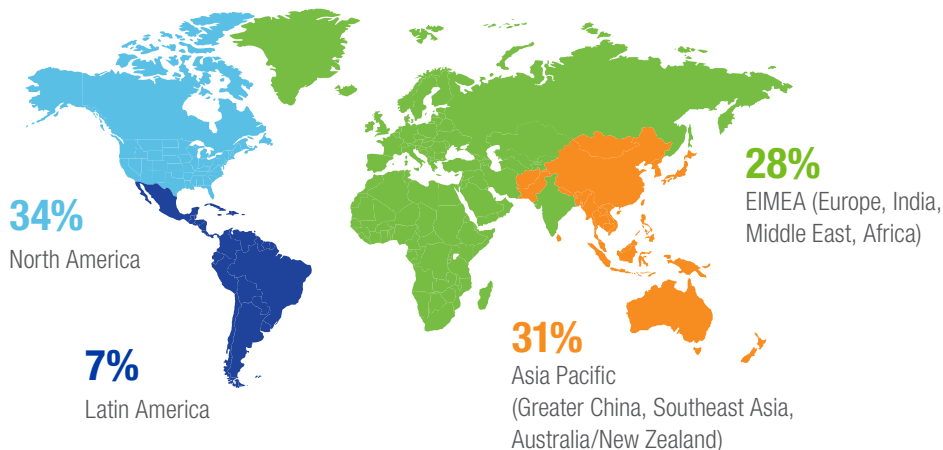 34%
North America
7%
Latin America
28%
EIMEA (Europe, India,
Middle East, Africa)
31%
Asia Pacific
(Greater China, Southeast Asia,
Australia/New Zealand)